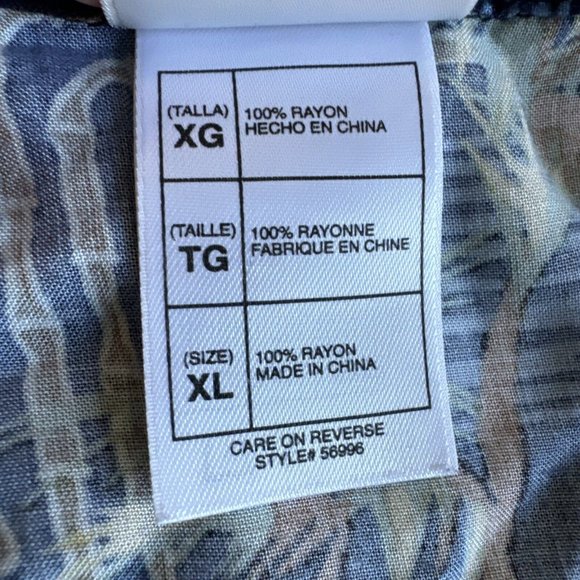 (TALLA)
XG
100% RAYON
HECHO EN CHINA
(TAILLE)
TG
100% RAYONNE
FABRIQUE EN CHINE
(SIZE)
XL
100% RAYON
MADE IN CHINA
CARE ON REVERSE
STYLE# 56996